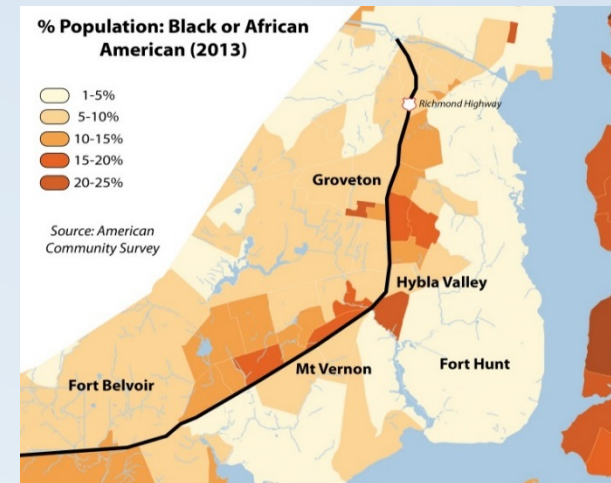 % Population: Black or African
American (2013)
1-5%
5-10%
10-15%
15-20%
20-25%
Source: American
Community Survey
Richmond Highway
Groveton
Hybla Valley
Fort Belvoir
Mt Vernon
Fort Hunt